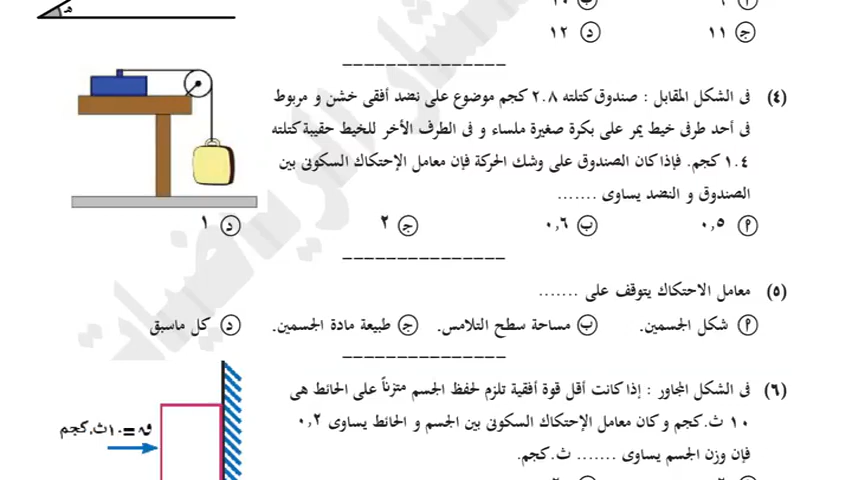 هـ
ج ١١
د ١٢
(٤) فى الشكل المقابل : صندوق كتلته ٢.٨ كجم موضوع على نضد أفقى خشن و مربوط
فى أحد طرفى خيط يمر على بكرة صغيرة ملساء و فى الطرف الأخر للخيط حقيبة كتلته
١.٤ كجم. فإذا كان الصندوق على وشك الحركة فإن معامل الإحتكاك السكونى بين
الصندوق و النضد يساوى .......
أ ٠,٥ ب ٠,٦ ج ٢ د ١
(٥) معامل الاحتكاك يتوقف على .......
أ شكل الجسمين. ب مساحة سطح التلامس. ج طبيعة مادة الجسمين. د كل ماسبق
(٦) فى الشكل المجاور : إذا كانت أقل قوة أفقية تلزم لحفظ الجسم متزناً على الحائط هى
١٠ ث.كجم و كان معامل الإحتكاك السكونى بين الجسم و الحائط يساوى ٠,٢
فإن وزن الجسم يساوى ....... ث.كجم.
=١٠ث.كجم